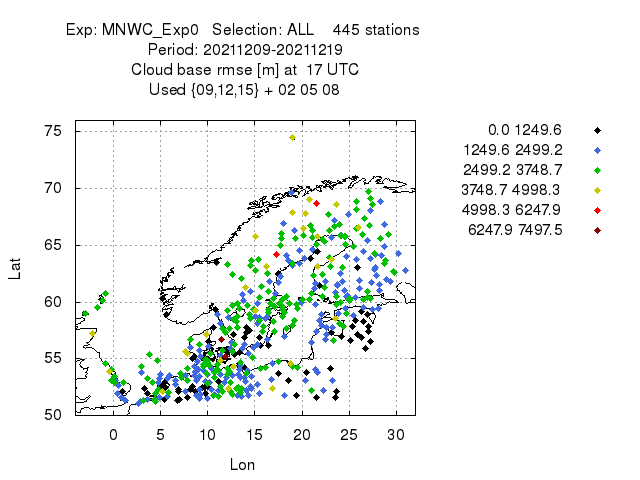 Exp: MNWC_Exp0   Selection: ALL    445 stations
Period: 20211209-20211219
Cloud base rmse [m] at  17 UTC
Used {09,12,15} + 02 05 08
75
70
65
60
55
50
Lat
0 5 10 15 20 25 30
Lon
0.0 1249.6
1249.6 2499.2
2499.2 3748.7
3748.7 4998.3
4998.3 6247.9
6247.9 7497.5